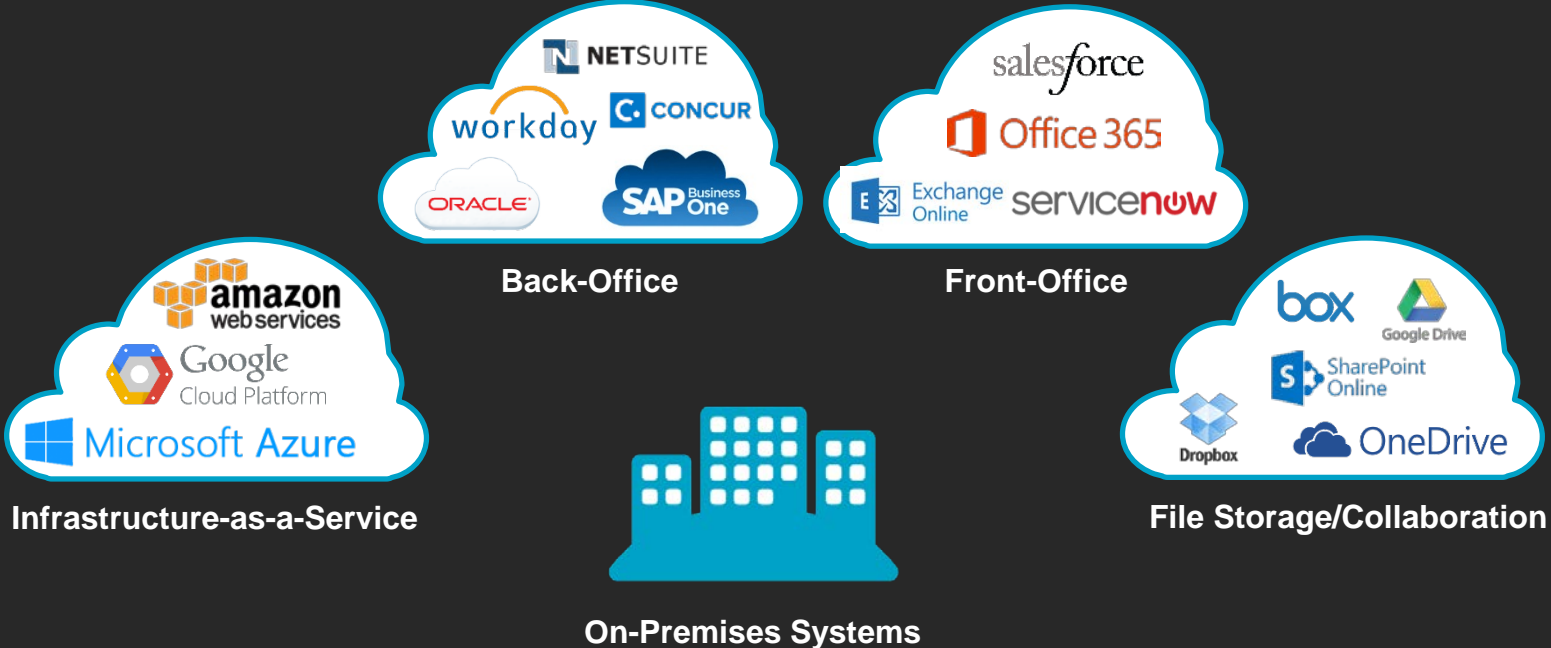 NETSUITE
workday
C. CONCUR
ORACLE
SAP Business
One
Back-Office
salesforce
Office 365
E Exchange
Online
servicenow
Front-Office
amazon
webservices
Google
Cloud Platform
Microsoft Azure
Infrastructure-as-a-Service
box
Google Drive
S SharePoint
Online
Dropbox
OneDrive
File Storage/Collaboration
On-Premises Systems